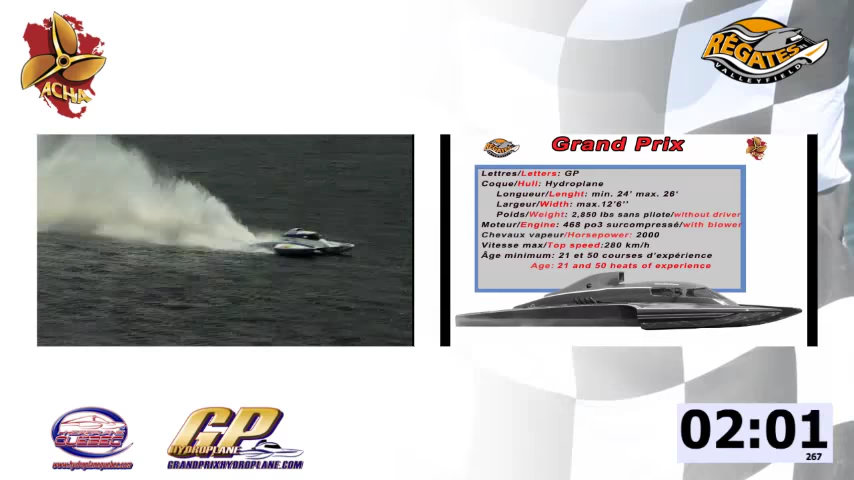 ACHA
RÉGATES
VALLEYFIELD
Grand Prix
Lettres/Letters: GP
Coque/Hull: Hydroplane
Longueur/Lenght: min. 24' max. 26'
Largeur/Width: max.12'6''
Poids/Weight: 2,850 lbs sans pilote/without driver
Moteur/Engine: 468 po3 surcompressé/with blower
Chevaux vapeur/Horsepower: 2000
Vitesse max/Top speed:280 km/h
Âge minimum: 21 et 50 courses d'expérience
Age: 21 and 50 heats of experience
GP
HYDROPLANE
GRANDPRIXHYDROPLANE.COM
02:01
267